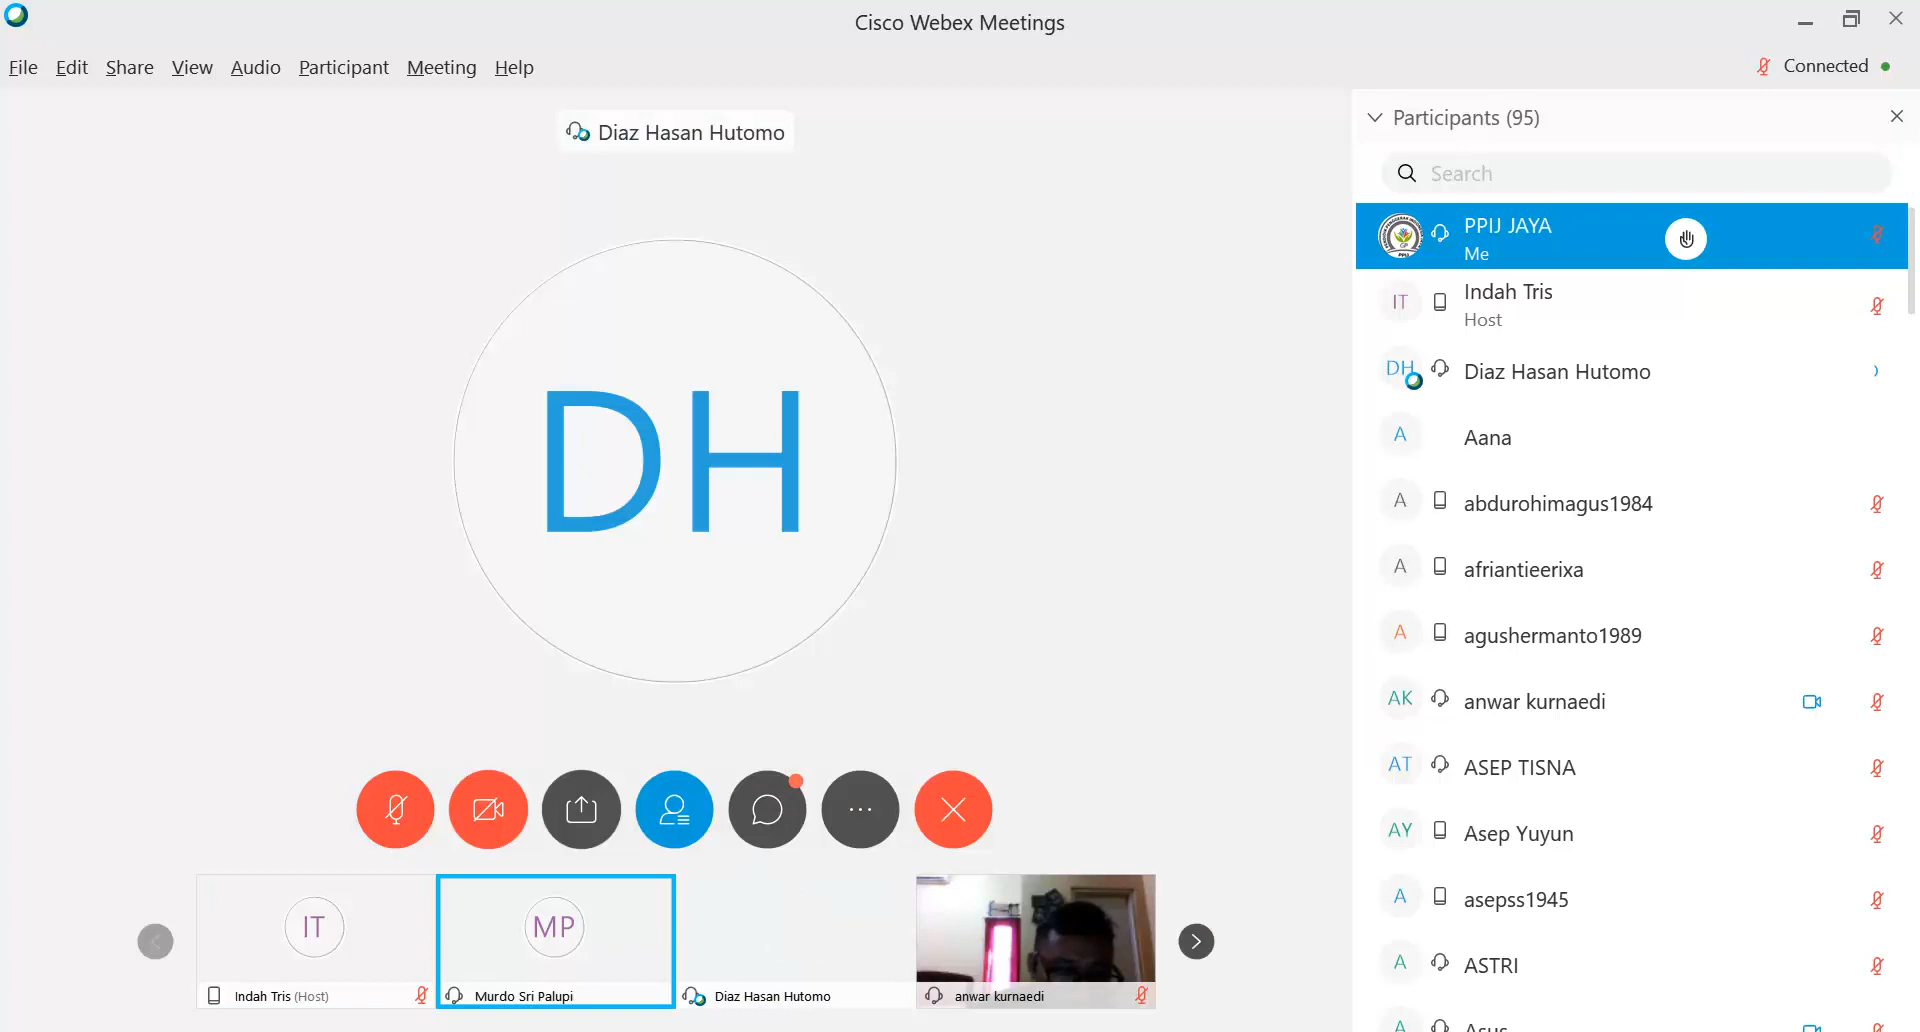 Cisco Webex Meetings
File Edit Share View Audio Participant Meeting Help
Connected
Diaz Hasan Hutomo
DH
IT
Indah Tris (Host)
MP
Murdo Sri Palupi
Diaz Hasan Hutomo
anwar kurnaedi
Participants (95)
Search
PPIJ JAYA
Me
IT
Indah Tris
Host
DH
Diaz Hasan Hutomo
A
Aana
A
abdurohimagus1984
A
afriantieerixa
A
agushermanto1989
AK
anwar kurnaedi
AT
ASEP TISNA
AY
Asep Yuyun
A
asepss1945
A
ASTRI
A
Asus